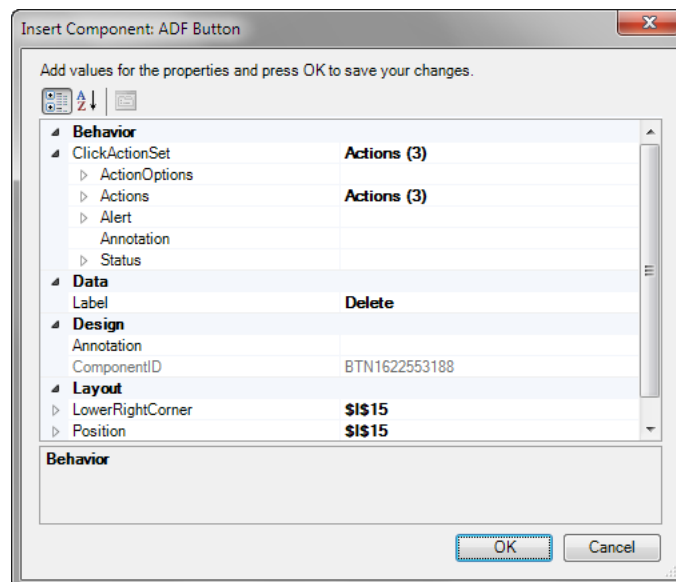 Insert Component: ADF Button
Add values for the properties and press OK to save your changes.
Behavior
ClickActionSet Actions (3)
ActionOptions
Actions Actions (3)
Alert
Annotation
Status
Data
Label Delete
Design
Annotation
ComponentID BTN1622553188
Layout
LowerRightCorner $I$15
Position $I$15
Behavior
OK Cancel